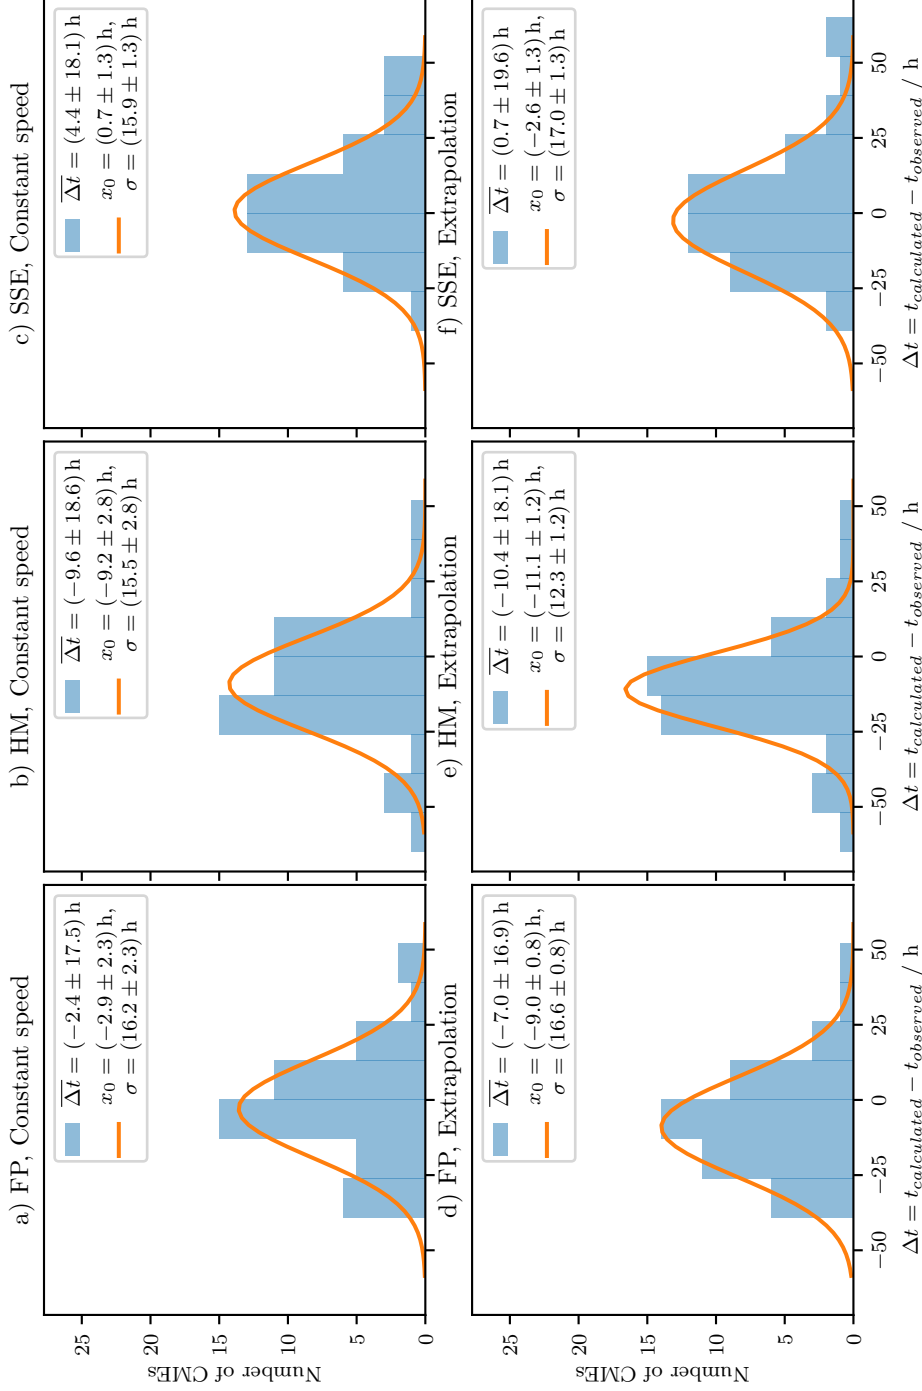 a) FP, Constant speed
Δt = (−2.4 ± 17.5) h
x0 = (−2.9 ± 2.3) h,
σ = (16.2 ± 2.3) h
Number of CMEs
25
20
15
10
5
0
b) HM, Constant speed
Δt = (−9.6 ± 18.6) h
x0 = (−9.2 ± 2.8) h,
σ = (15.5 ± 2.8) h
c) SSE, Constant speed
Δt = (4.4 ± 18.1) h
x0 = (0.7 ± 1.3) h,
σ = (15.9 ± 1.3) h
d) FP, Extrapolation
Δt = (−7.0 ± 16.9) h
x0 = (−9.0 ± 0.8) h,
σ = (16.6 ± 0.8) h
Number of CMEs
25
20
15
10
5
0
−50 −25 0 25 50
Δt = tcalculated − tobserved / h
e) HM, Extrapolation
Δt = (−10.4 ± 18.1) h
x0 = (−11.1 ± 1.2) h,
σ = (12.3 ± 1.2) h
−50 −25 0 25 50
Δt = tcalculated − tobserved / h
f) SSE, Extrapolation
Δt = (0.7 ± 19.6) h
x0 = (−2.6 ± 1.3) h,
σ = (17.0 ± 1.3) h
−50 −25 0 25 50
Δt = tcalculated − tobserved / h